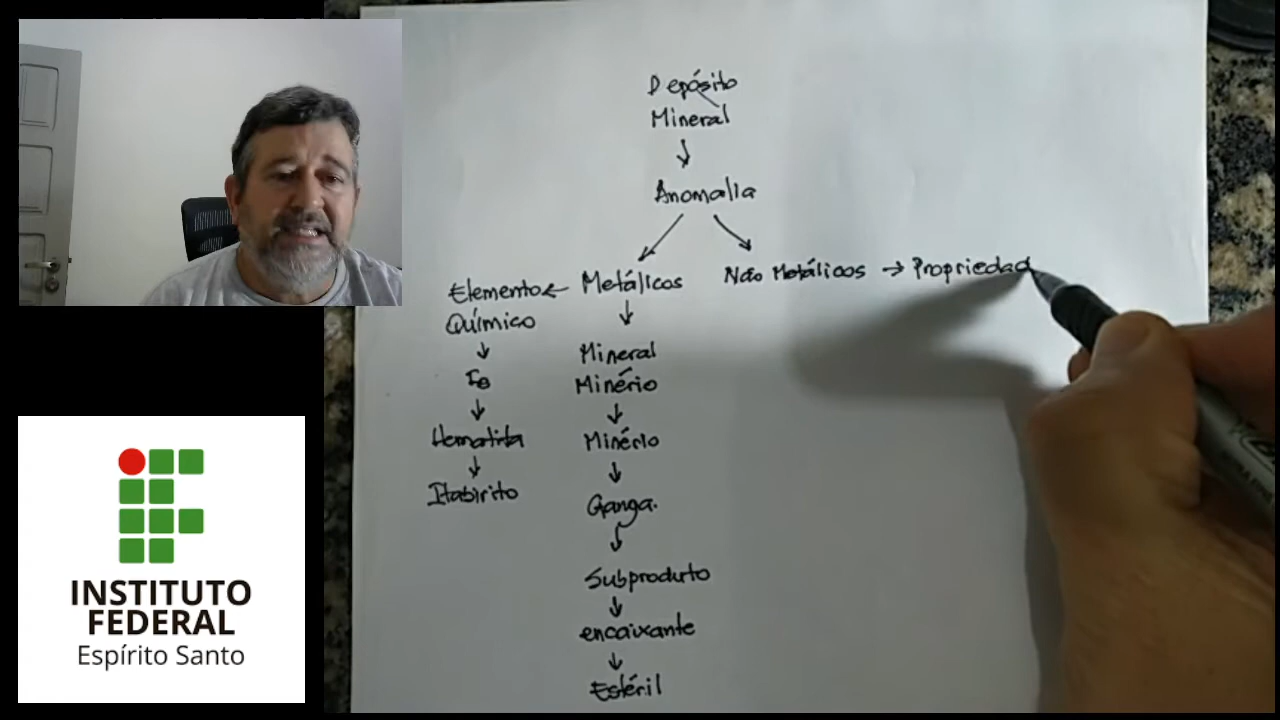 Depósito
Mineral
Anomalia
Elemento
Químico
Metálicos
Não Metálicos → Propriedad
Mineral
Minério
Fe
Hematita
Minério
Itabirito
Ganga.
Subproduto
encaixante
Estéril
INSTITUTO
FEDERAL
Espírito Santo